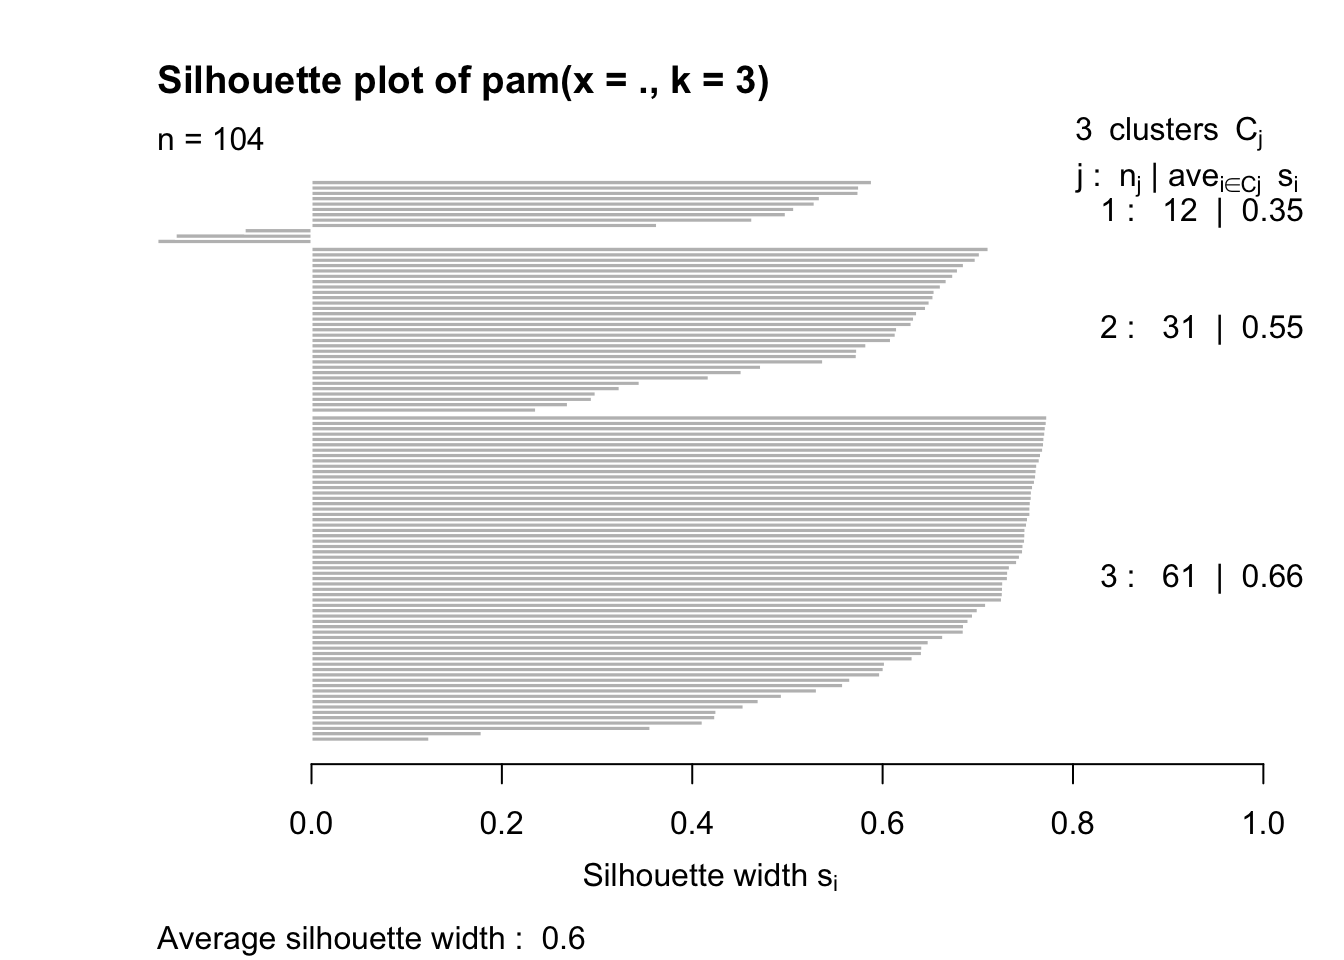 Silhouette plot of pam(x = ., k = 3)
n = 104
3 clusters Cj
j : nj | avei∈Cj si
1 : 12 | 0.35
2 : 31 | 0.55
3 : 61 | 0.66
0.0 0.2 0.4 0.6 0.8 1.0
Silhouette width si
Average silhouette width : 0.6